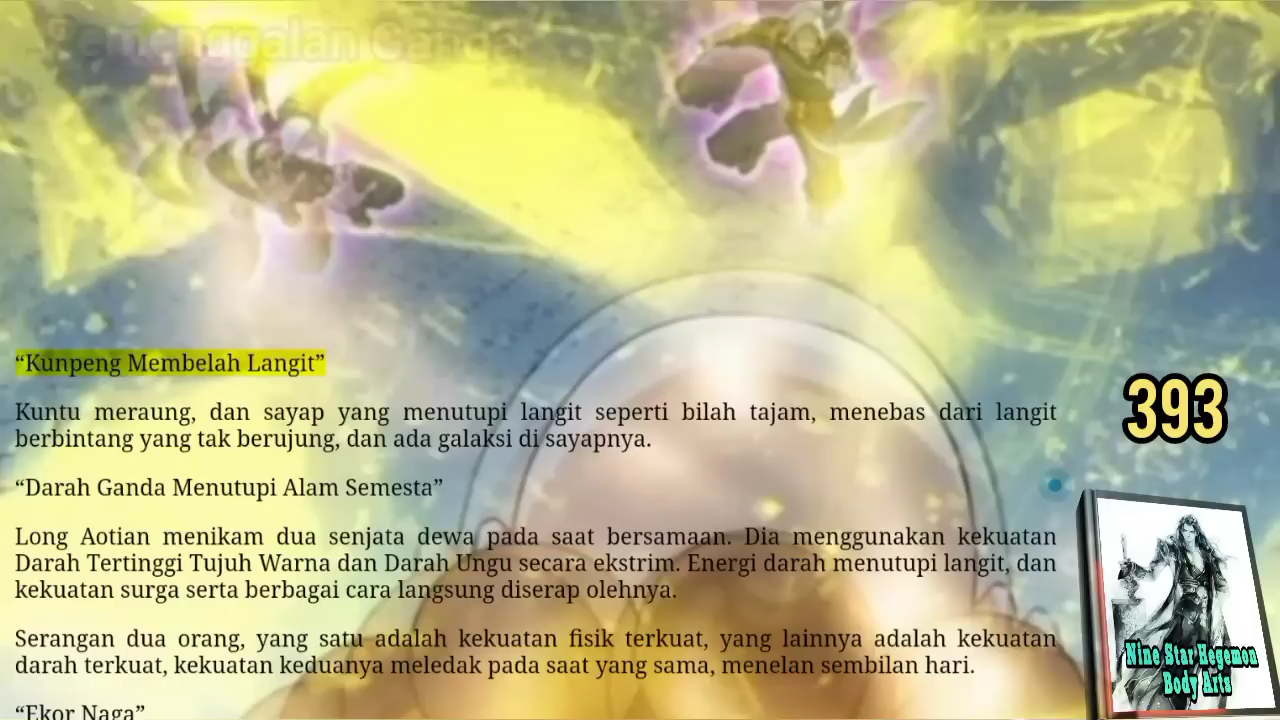 Pemenggalan Ganda
“Kunpeng Membelah Langit”
Kuntu meraung, dan sayap yang menutupi langit seperti bilah tajam, menebas dari langit
berbintang yang tak berujung, dan ada galaksi di sayapnya.
“Darah Ganda Menutupi Alam Semesta”
Long Aotian menikam dua senjata dewa pada saat bersamaan. Dia menggunakan kekuatan
Darah Tertinggi Tujuh Warna dan Darah Ungu secara ekstrim. Energi darah menutupi langit, dan
kekuatan surga serta berbagai cara langsung diserap olehnya.
Serangan dua orang, yang satu adalah kekuatan fisik terkuat, yang lainnya adalah kekuatan
darah terkuat, kekuatan keduanya meledak pada saat yang sama, menelan sembilan hari.
“Ekor Naga”
393
Nine Star Hegemon
Body Arts